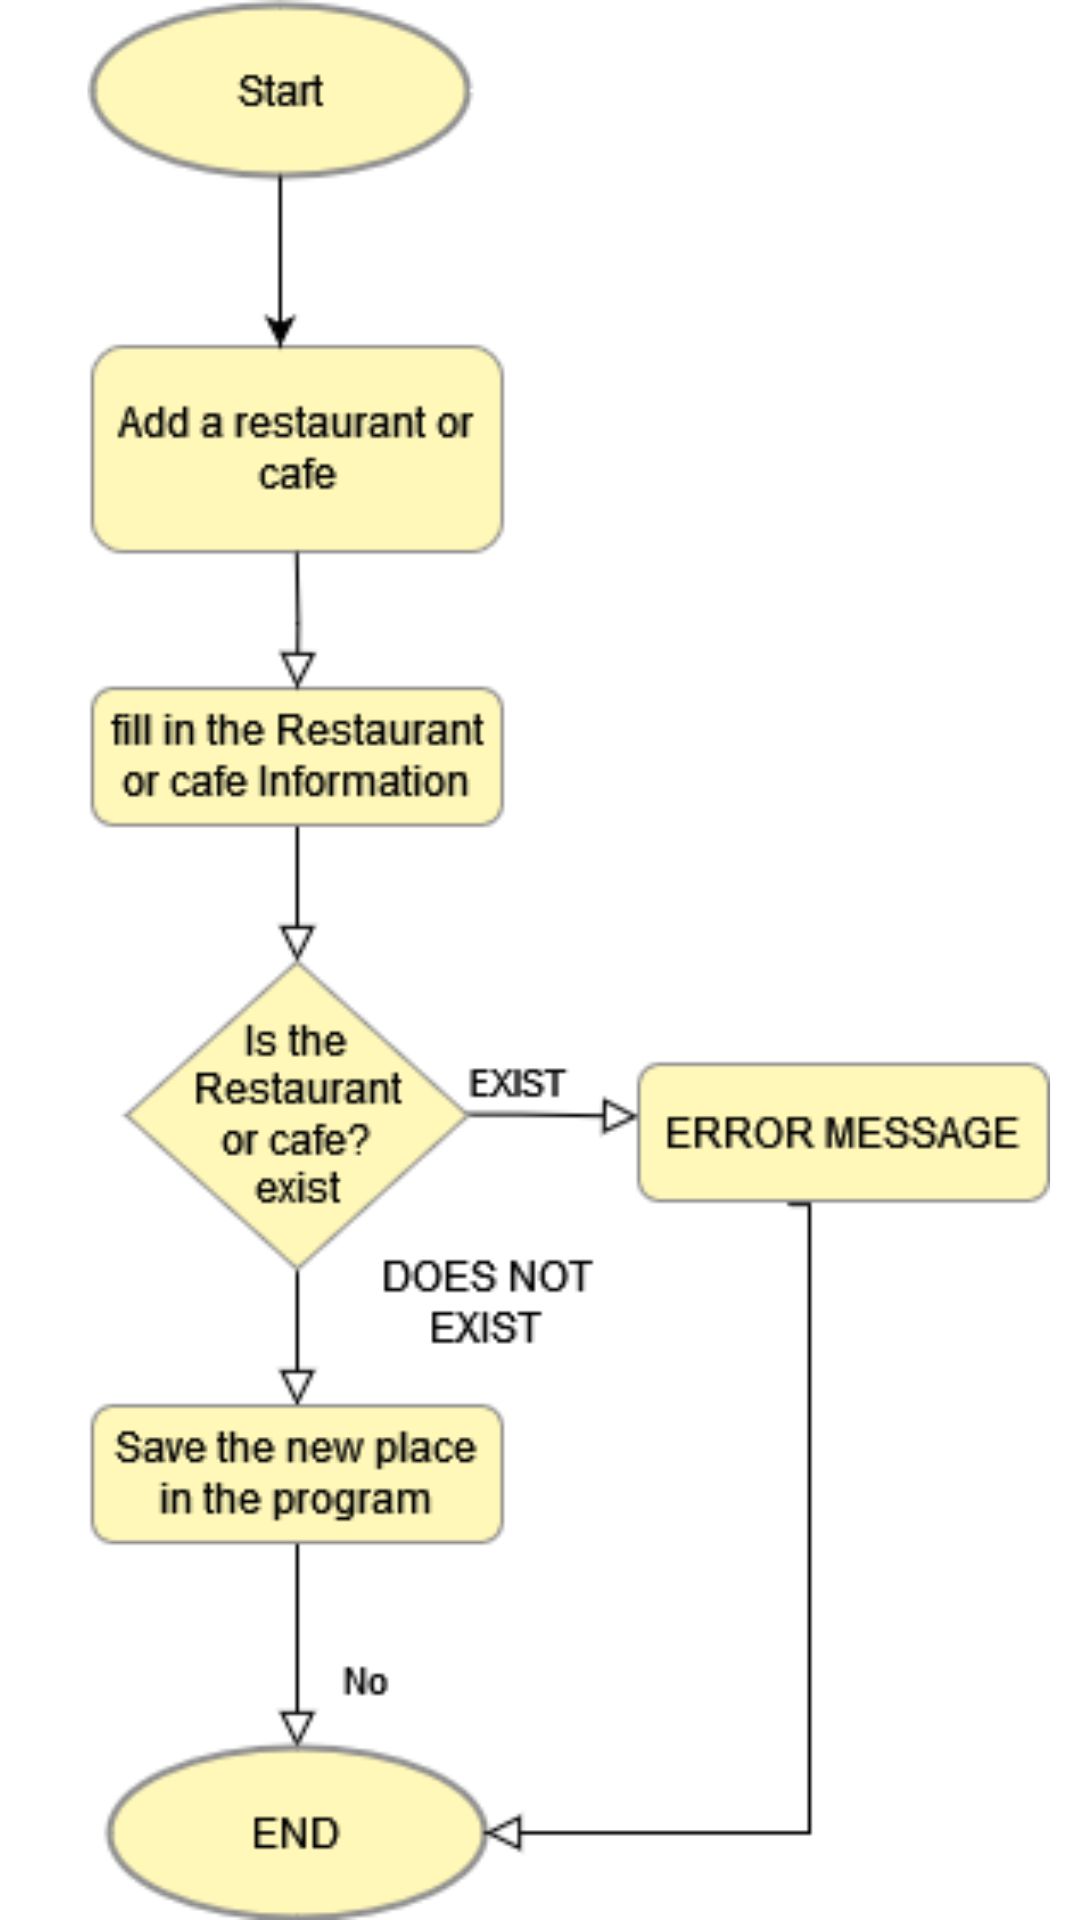 Start
Add a restaurant or
cafe
fill in the Restaurant
or cafe Information
Is the
Restaurant
or cafe?
exist
EXIST
ERROR MESSAGE
DOES NOT
EXIST
Save the new place
in the program
No
END